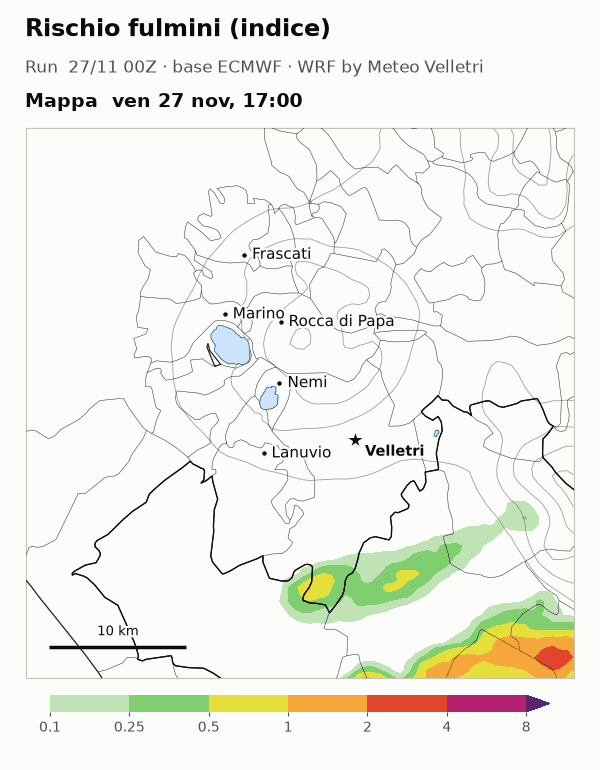 Rischio fulmini (indice)
Run  27/11 00Z · base ECMWF · WRF by Meteo Velletri
Mappa  ven 27 nov, 17:00
Frascati
Marino
Rocca di Papa
Nemi
Velletri
Lanuvio
10 km
0.1 0.25 0.5 1 2 4 8